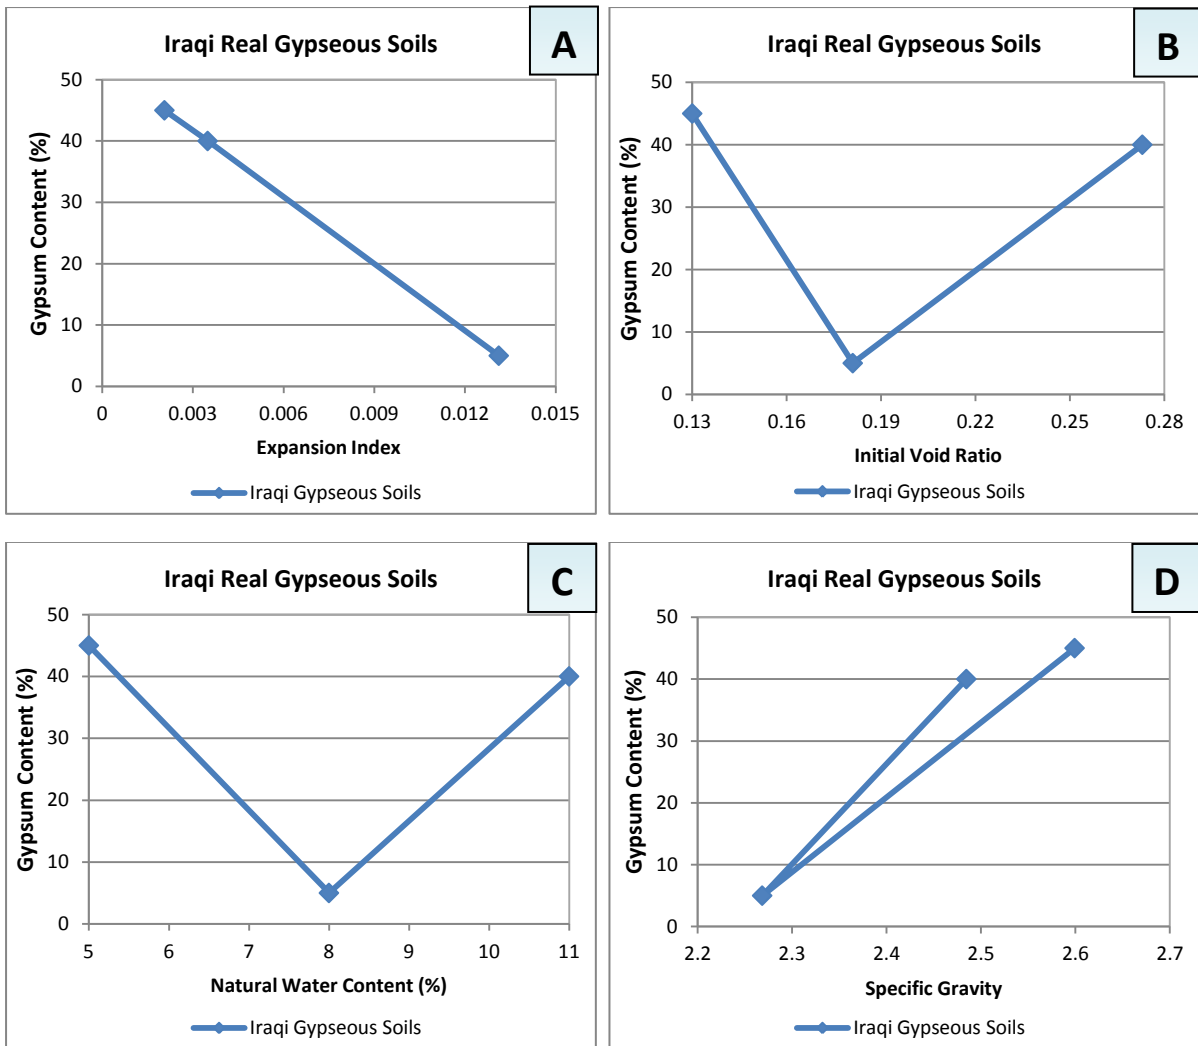 Iraqi Real Gypseous Soils
A
Gypsum Content (%)
50
40
30
20
10
0
0 0.003 0.006 0.009 0.012 0.015
Expansion Index
Iraqi Gypseous Soils
Iraqi Real Gypseous Soils
B
Gypsum Content (%)
50
40
30
20
10
0
0.13 0.16 0.19 0.22 0.25 0.28
Initial Void Ratio
Iraqi Gypseous Soils
Iraqi Real Gypseous Soils
C
Gypsum Content (%)
50
40
30
20
10
0
5 6 7 8 9 10 11
Natural Water Content (%)
Iraqi Gypseous Soils
Iraqi Real Gypseous Soils
D
Gypsum Content (%)
50
40
30
20
10
0
2.2 2.3 2.4 2.5 2.6 2.7
Specific Gravity
Iraqi Gypseous Soils